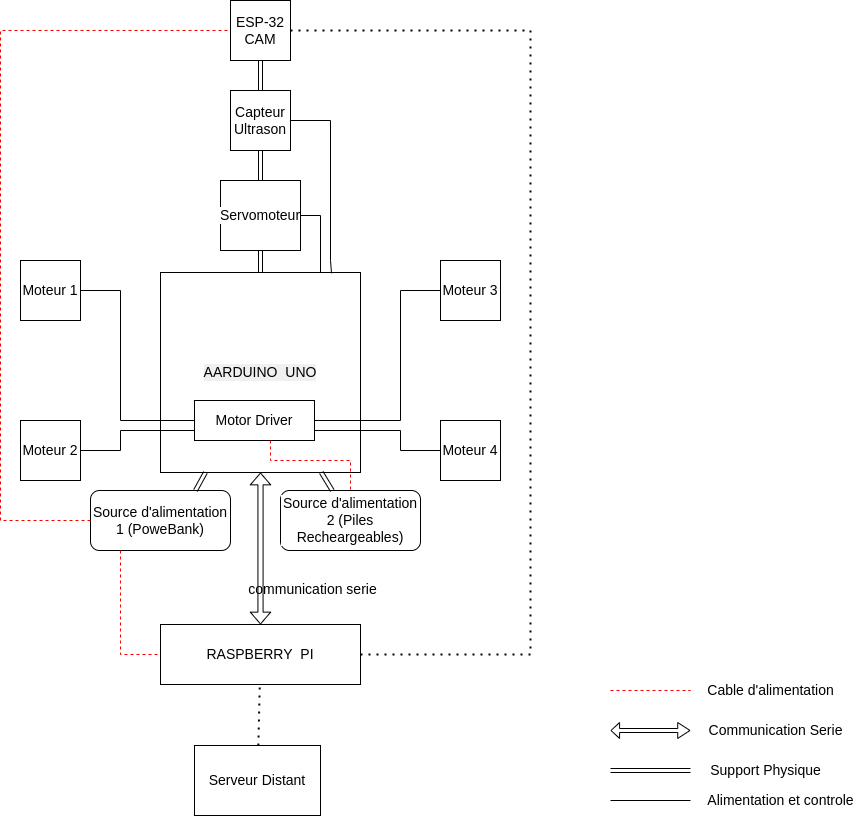 ESP-32
CAM
Capteur
Ultrason
Servomoteur
Moteur 1
Moteur 3
AARDUINO UNO
Motor Driver
Moteur 2
Moteur 4
Source d'alimentation
1 (PoweBank)
Source d'alimentation
2 (Piles
Recheargeables)
communication serie
RASPBERRY PI
Cable d'alimentation
Communication Serie
Support Physique
Serveur Distant
Alimentation et controle